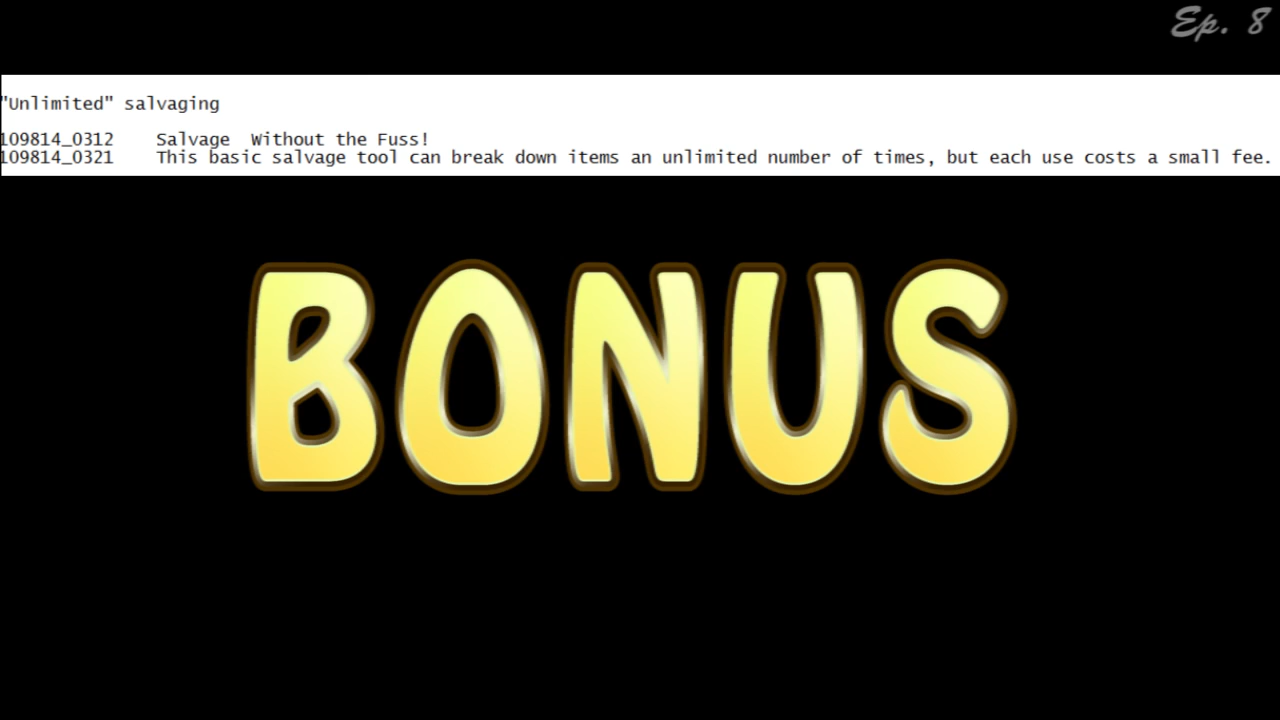 Ep. 8
"Unlimited" salvaging
109814_0312    Salvage  Without the Fuss!
109814_0321    This basic salvage tool can break down items an unlimited number of times, but each use costs a small fee.
BONUS